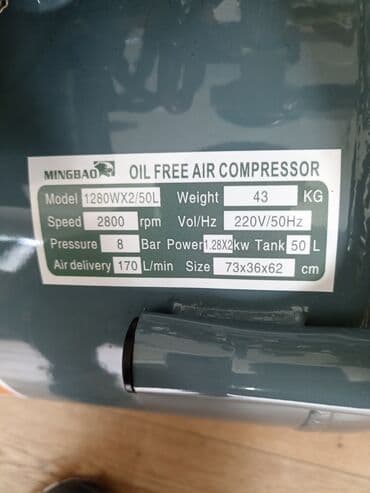 MINGBAO OIL FREE AIR COMPRESSOR
Model 1280WX2/50L Weight 43 KG
Speed 2800 rpm Vol/Hz 220V/50Hz
Pressure 8 Bar Power 1.28X2 kw Tank 50 L
Air delivery 170 L/min Size 73x36x62 cm